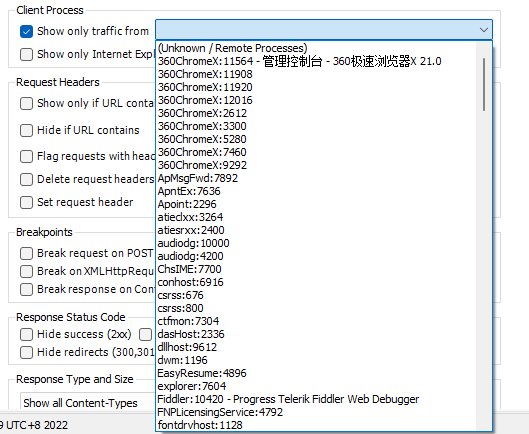 Client Process
Show only traffic from
Show only Internet Expl
(Unknown / Remote Processes)
360ChromeX:11564 - 管理控制台 - 360极速浏览器X 21.0
360ChromeX:11908
360ChromeX:11920
360ChromeX:12016
360ChromeX:2612
360ChromeX:3300
360ChromeX:5280
360ChromeX:7460
360ChromeX:9292
ApMsgFwd:7892
ApntEx:7636
Apoint:2296
atieclxx:3264
atiesrxx:2400
audiodg:10000
audiodg:4200
ChsIME:7700
conhost:6916
csrss:676
csrss:800
ctfmon:7304
dasHost:2336
dllhost:9612
dwm:1196
EasyResume:4896
explorer:7604
Fiddler:10420 - Progress Telerik Fiddler Web Debugger
FNPLicensingService:4792
fontdrvhost:1128
Request Headers
Show only if URL conta
Hide if URL contains
Flag requests with head
Delete request headers
Set request header
Breakpoints
Break request on POST
Break on XMLHttpRequ
Break response on Con
Response Status Code
Hide success (2xx)
Hide redirects (300,301
Response Type and Size
Show all Content-Types
9 UTC+8 2022